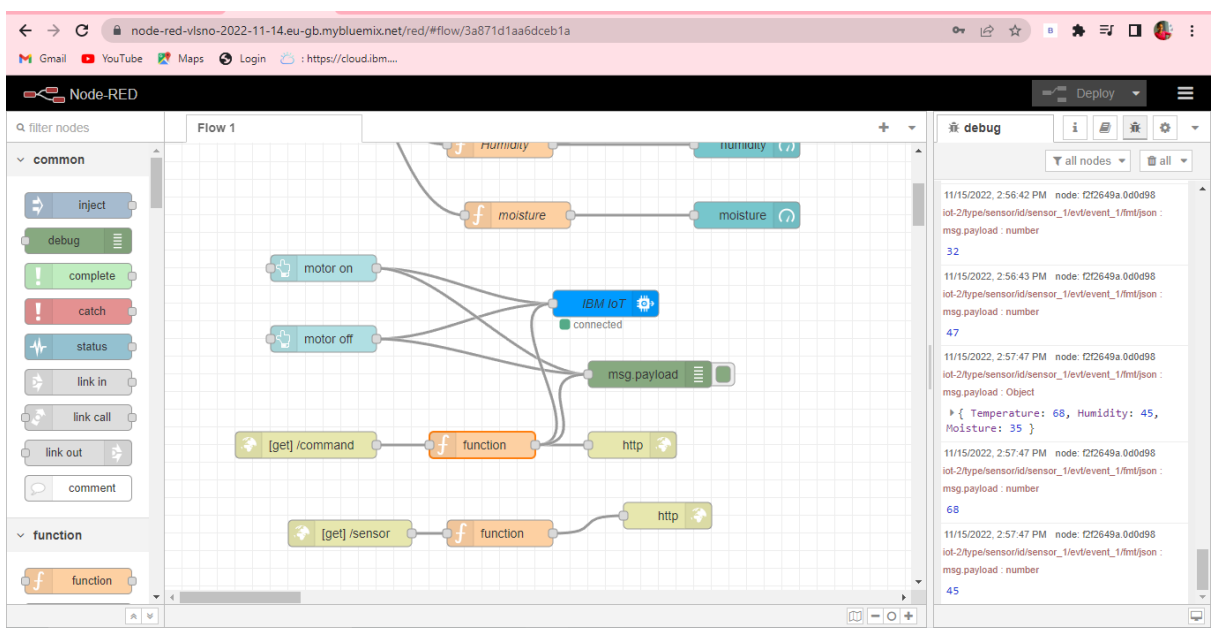 node-red-vlsno-2022-11-14.eu-gb.mybluemix.net/red/#flow/3a871d1aa6dceb1a
B
Gmail YouTube Maps Login : https://cloud.ibm....
Node-RED
Deploy
filter nodes
common
inject
debug
complete
catch
status
link in
link call
link out
comment
function
function
Flow 1
Humidity
humidity
moisture
moisture
motor on
IBM IoT
connected
motor off
msg.payload
[get] /command
function
http
[get] /sensor
function
http
debug
all nodes
all
11/15/2022, 2:56:42 PM node: f2f2649a.0d0d98
iot-2/type/sensor/id/sensor_1/evt/event_1/fmt/json :
msg.payload : number
32
11/15/2022, 2:56:43 PM node: f2f2649a.0d0d98
iot-2/type/sensor/id/sensor_1/evt/event_1/fmt/json :
msg.payload : number
47
11/15/2022, 2:57:47 PM node: f2f2649a.0d0d98
iot-2/type/sensor/id/sensor_1/evt/event_1/fmt/json :
msg.payload : Object
{ Temperature: 68, Humidity: 45,
Moisture: 35 }
11/15/2022, 2:57:47 PM node: f2f2649a.0d0d98
iot-2/type/sensor/id/sensor_1/evt/event_1/fmt/json :
msg.payload : number
68
11/15/2022, 2:57:47 PM node: f2f2649a.0d0d98
iot-2/type/sensor/id/sensor_1/evt/event_1/fmt/json :
msg.payload : number
45